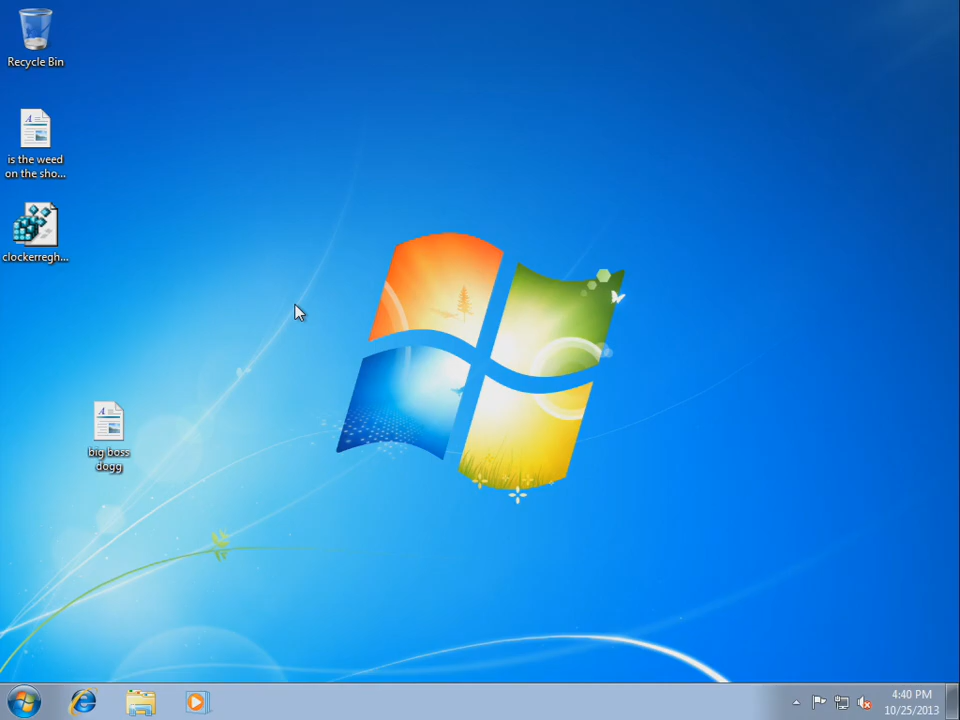 Recycle Bin
is the weed
on the sho...
clockerregh...
big boss
dogg
4:40 PM
10/25/2013